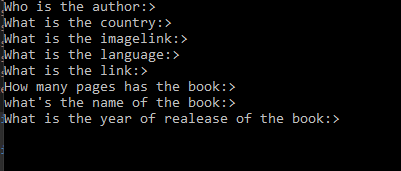 Who is the author:>
What is the country:>
What is the imagelink:>
What is the language:>
What is the link:>
How many pages has the book:>
what's the name of the book:>
What is the year of realease of the book:>